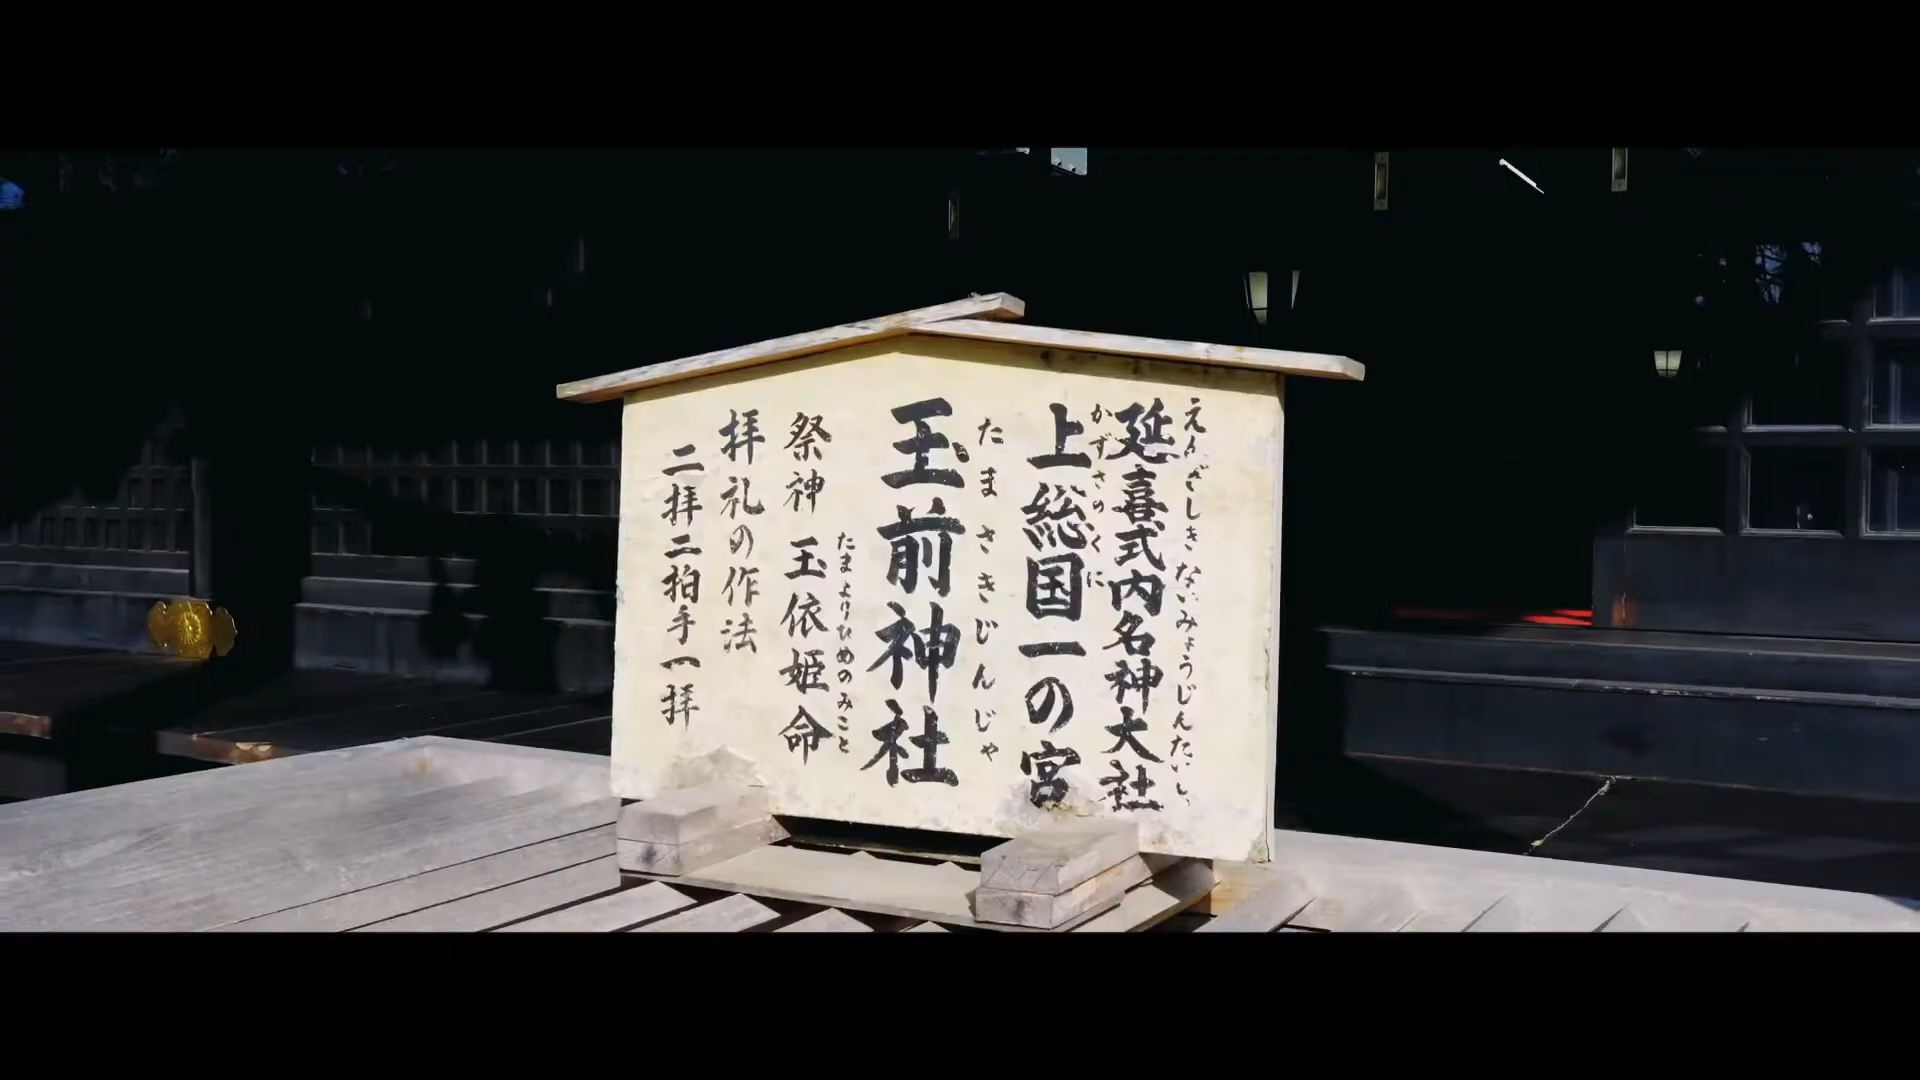 延喜式内名神大社
えんぎしきないみょうじんたいしゃ
上総国一の宮
かずさのくに
玉前神社
たまさきじんじゃ
祭神 玉依姫命
たまよりひめのみこと
拝礼の作法
二拝二拍手一拝